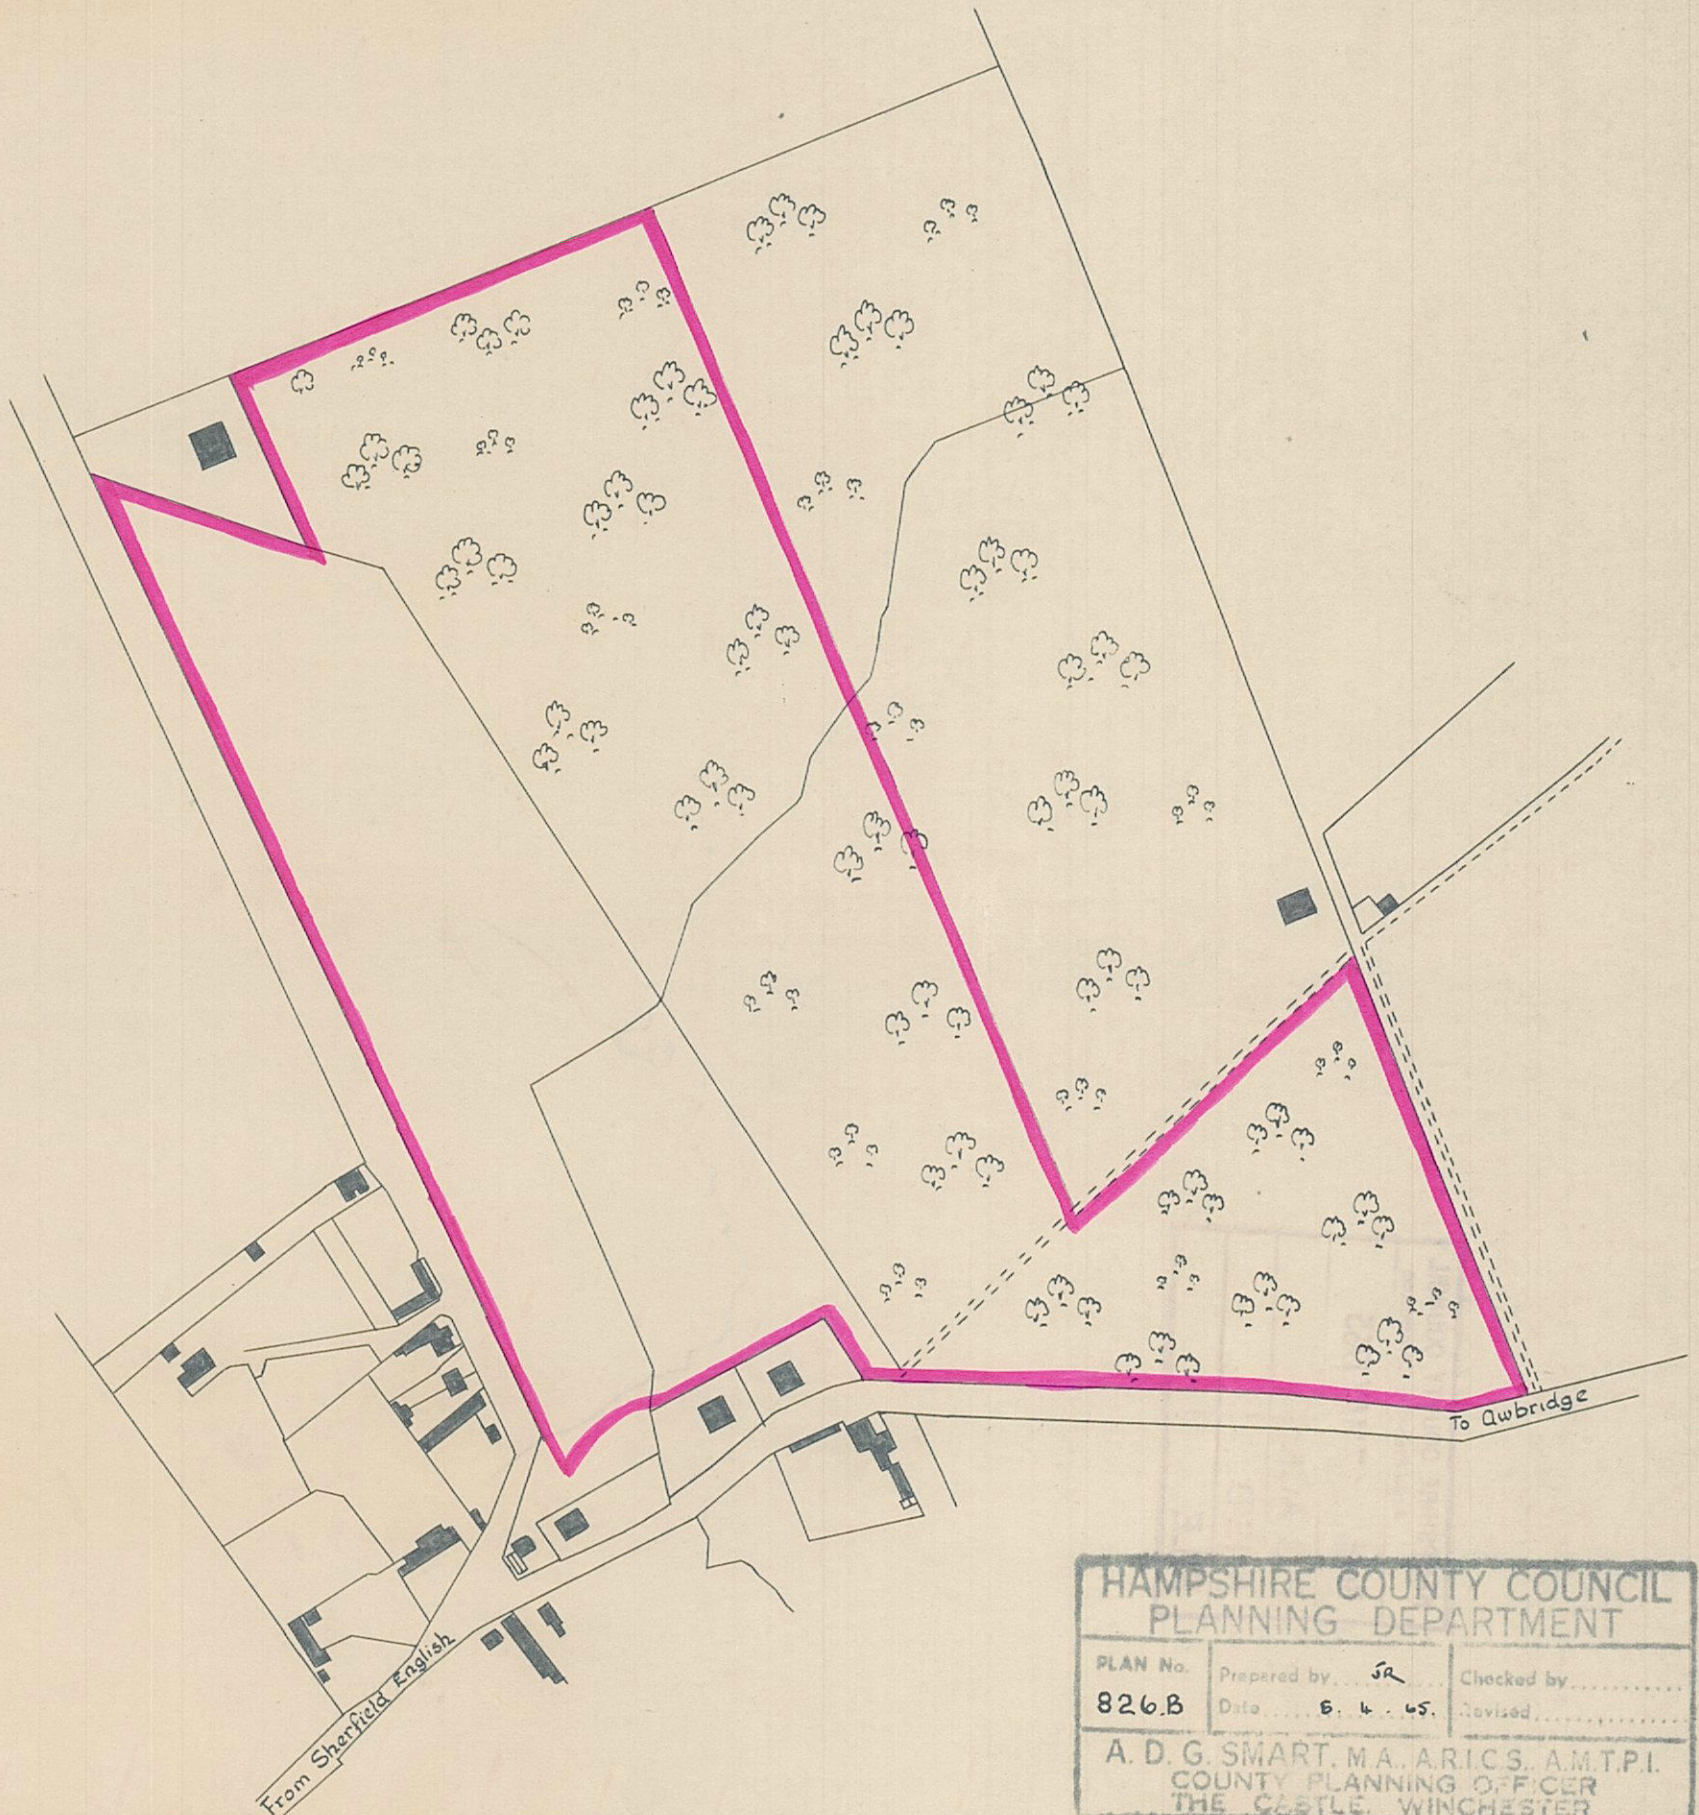 To Awbridge
From Sherfield English
HAMPSHIRE COUNTY COUNCIL
PLANNING DEPARTMENT
PLAN No.
826.B
Prepared by..... JR
Date...... 6. 4. 65.
Checked by............
Revised...............
A. D. G. SMART. M.A. A.R.I.C.S. A.M.T.P.I.
COUNTY PLANNING OFFICER
THE CASTLE, WINCHESTER